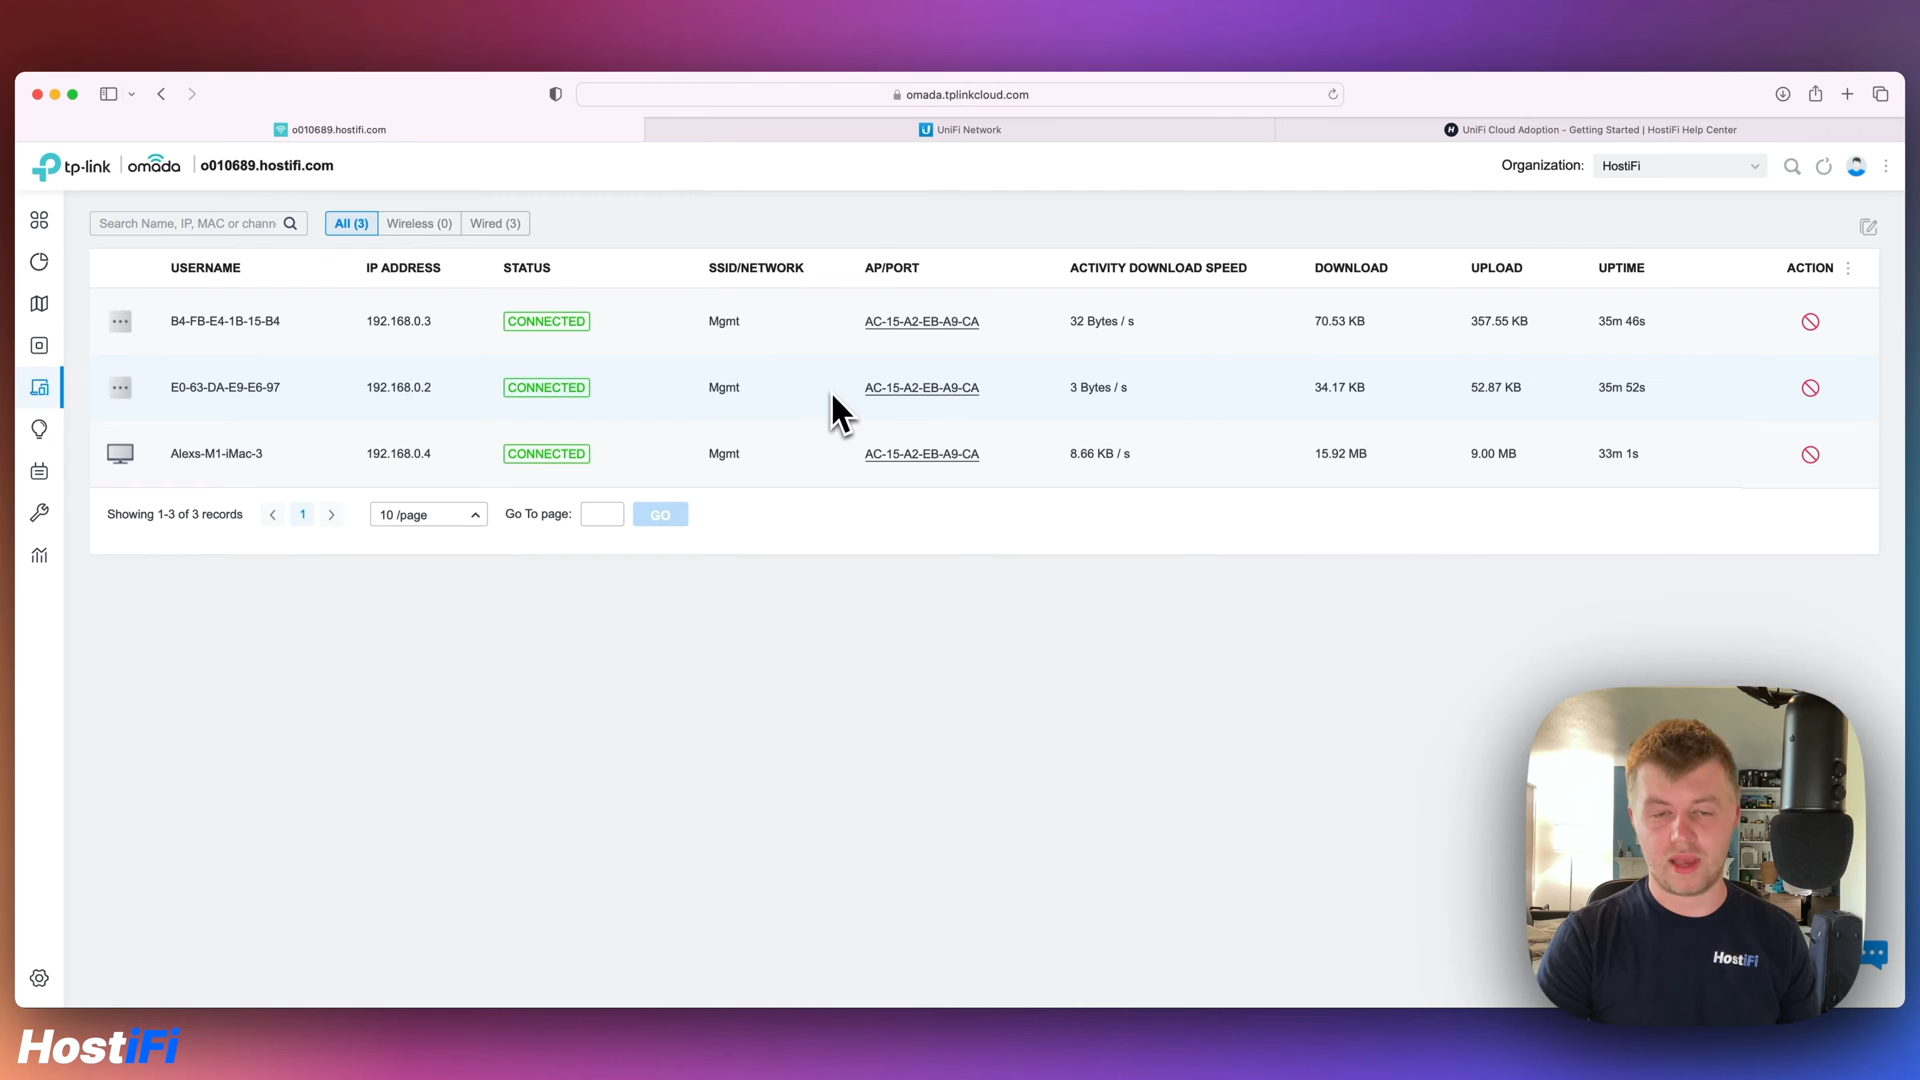 omada.tplinkcloud.com
o010689.hostifi.com
UniFi Network
UniFi Cloud Adoption - Getting Started | HostiFi Help Center
tp-link | omada | o010689.hostifi.com
Organization: HostiFi
Search Name, IP, MAC or chann All (3) Wireless (0) Wired (3)
USERNAME IP ADDRESS STATUS SSID/NETWORK AP/PORT ACTIVITY DOWNLOAD SPEED DOWNLOAD UPLOAD UPTIME ACTION
B4-FB-E4-1B-15-B4 192.168.0.3 CONNECTED Mgmt AC-15-A2-EB-A9-CA 32 Bytes / s 70.53 KB 357.55 KB 35m 46s
E0-63-DA-E9-E6-97 192.168.0.2 CONNECTED Mgmt AC-15-A2-EB-A9-CA 3 Bytes / s 34.17 KB 52.87 KB 35m 52s
Alexs-M1-iMac-3 192.168.0.4 CONNECTED Mgmt AC-15-A2-EB-A9-CA 8.66 KB / s 15.92 MB 9.00 MB 33m 1s
Showing 1-3 of 3 records 1 10 /page Go To page: GO
HostiFi
HostiFi